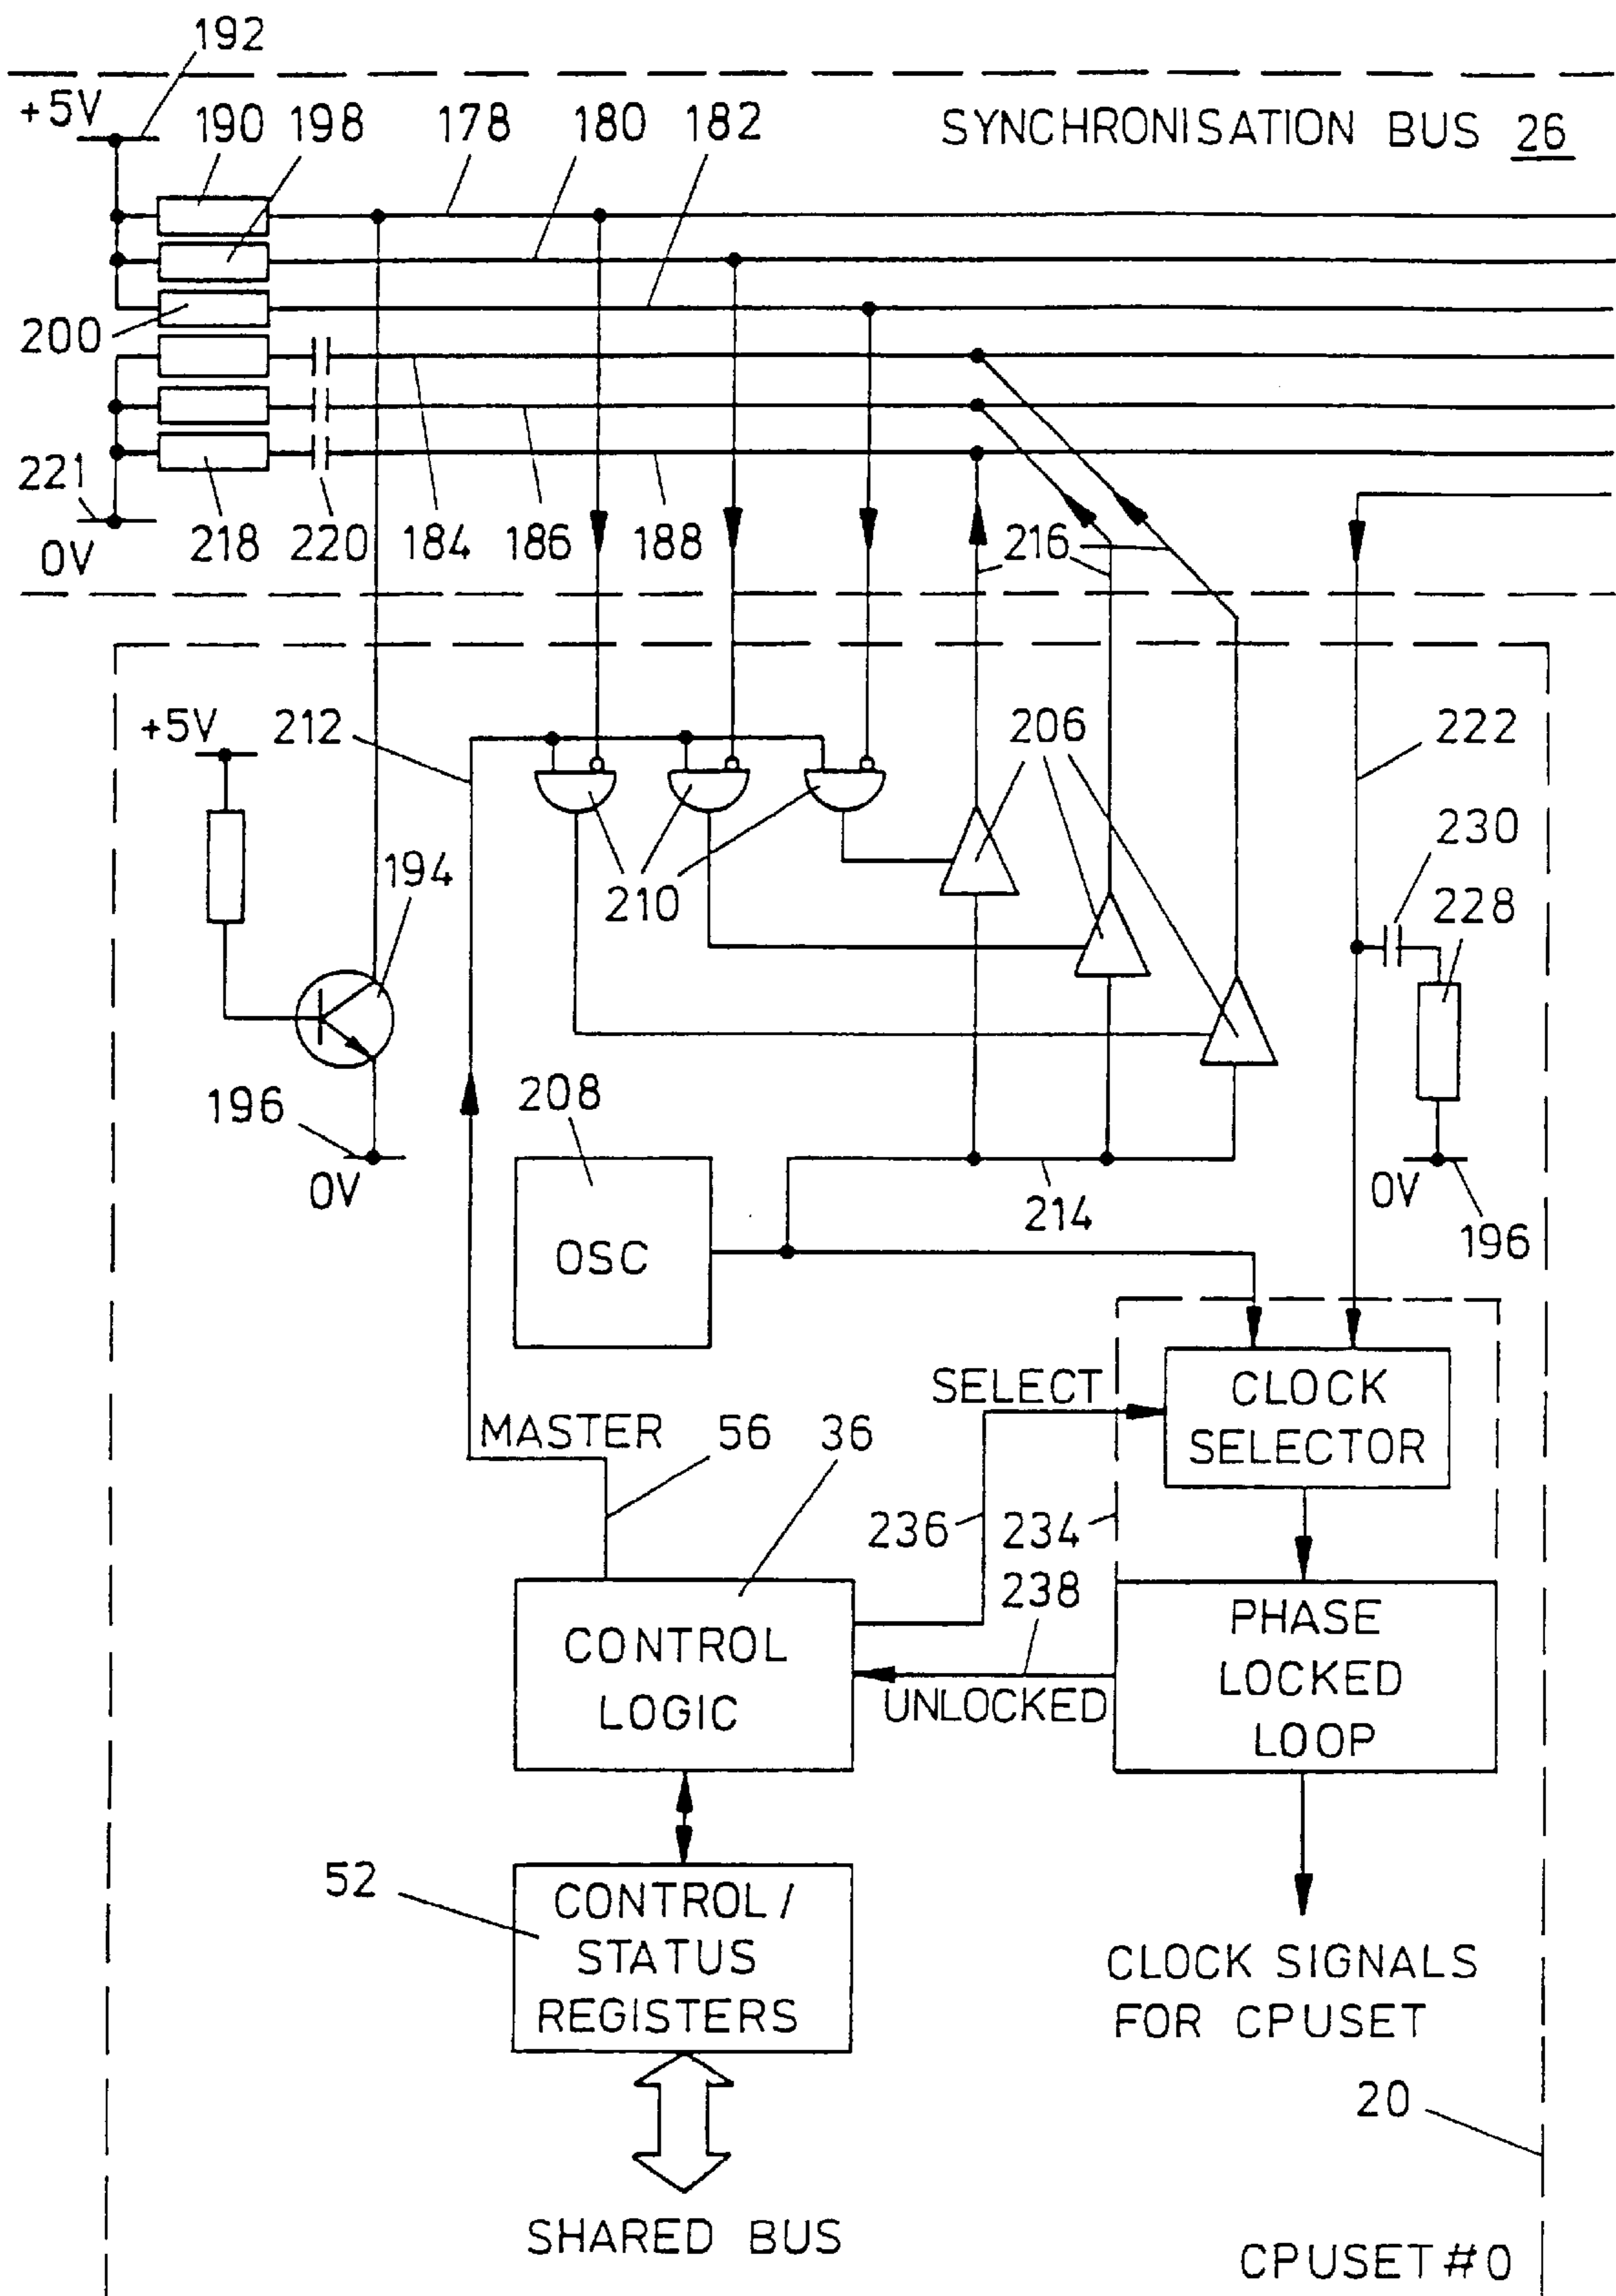 192
+5V
190 198 178 180 182
SYNCHRONISATION BUS 26
200
221
0V
218 220 184 186 188
216
+5V
212
206
222
194
210
230
228
196
0V
208
OSC
214
0V
196
SELECT
CLOCK
SELECTOR
MASTER
56
36
236
234
238
CONTROL
LOGIC
UNLOCKED
PHASE
LOCKED
LOOP
52
CONTROL/
STATUS
REGISTERS
CLOCK SIGNALS
FOR CPUSET
20
SHARED BUS
CPUSET#0